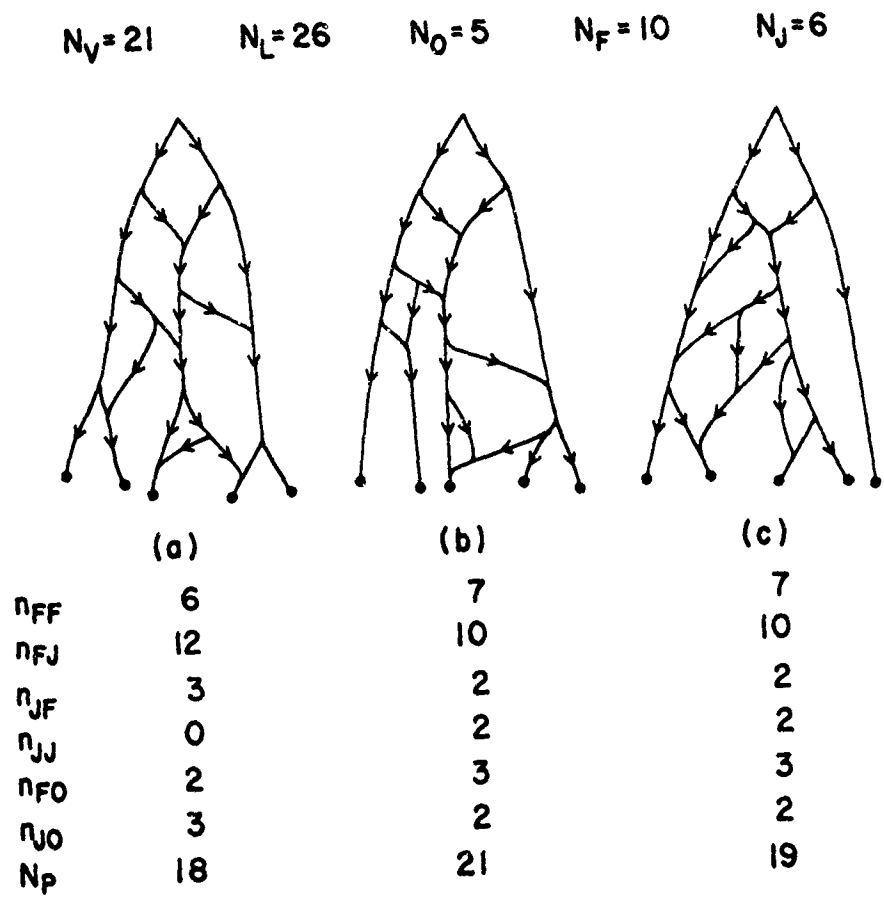 N_V = 21 N_L = 26 N_O = 5 N_F = 10 N_J = 6
(a) (b) (c)
n_FF 6 7 7
n_FJ 12 10 10
n_JF 3 2 2
n_JJ 0 2 2
n_FO 2 3 3
n_JO 3 2 2
N_P 18 21 19